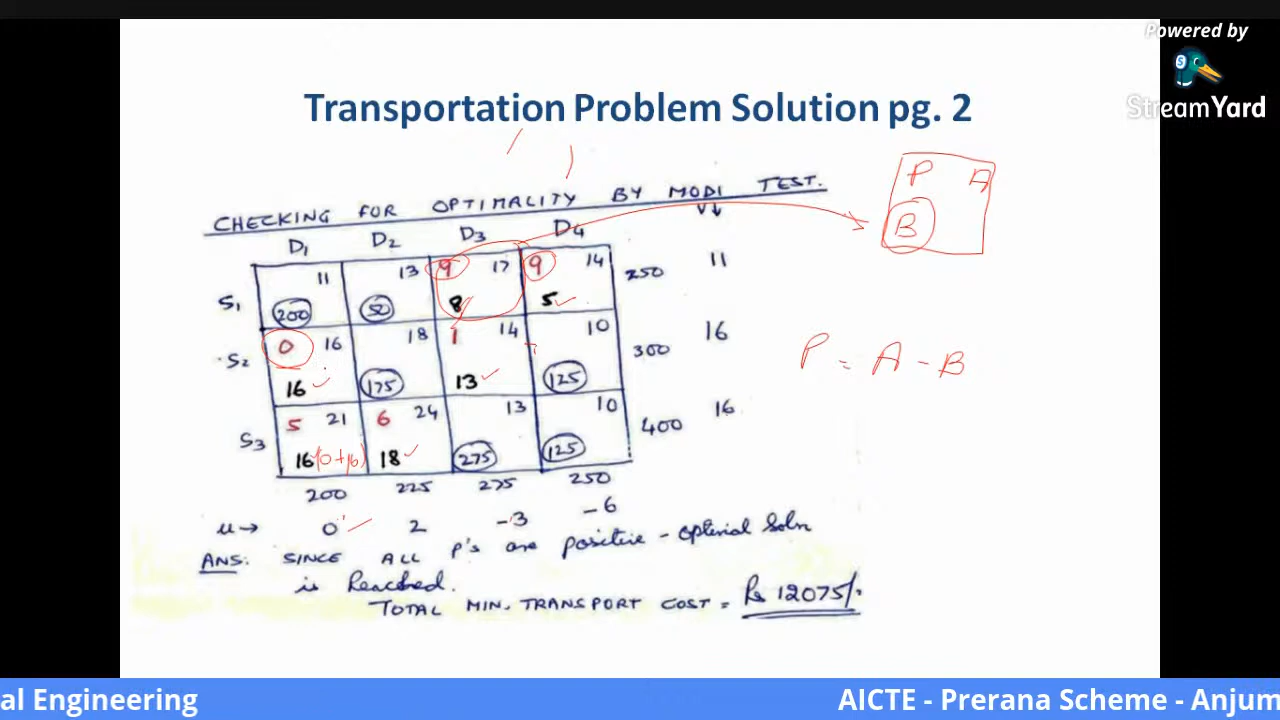 Powered by
StreamYard
Transportation Problem Solution pg. 2
CHECKING FOR OPTIMALITY BY MODI TEST.
P A
B
V↓
D1 D2 D3 D4
11 13 9 17 9 14
S1 250 11
200 50 8 5
0 16 18 1 14 10
S2 300 16
16 175 13 125
5 21 6 24 13 10
S3 400 16
16(0+16) 18 275 125
P = A - B
200 225 275 250
u→ 0 2 -3 -6
ANS: SINCE ALL P's are positive - optimal soln
is Reached.
TOTAL MIN. TRANSPORT COST = Rs 12075/.
al Engineering
AICTE - Prerana Scheme - Anjum